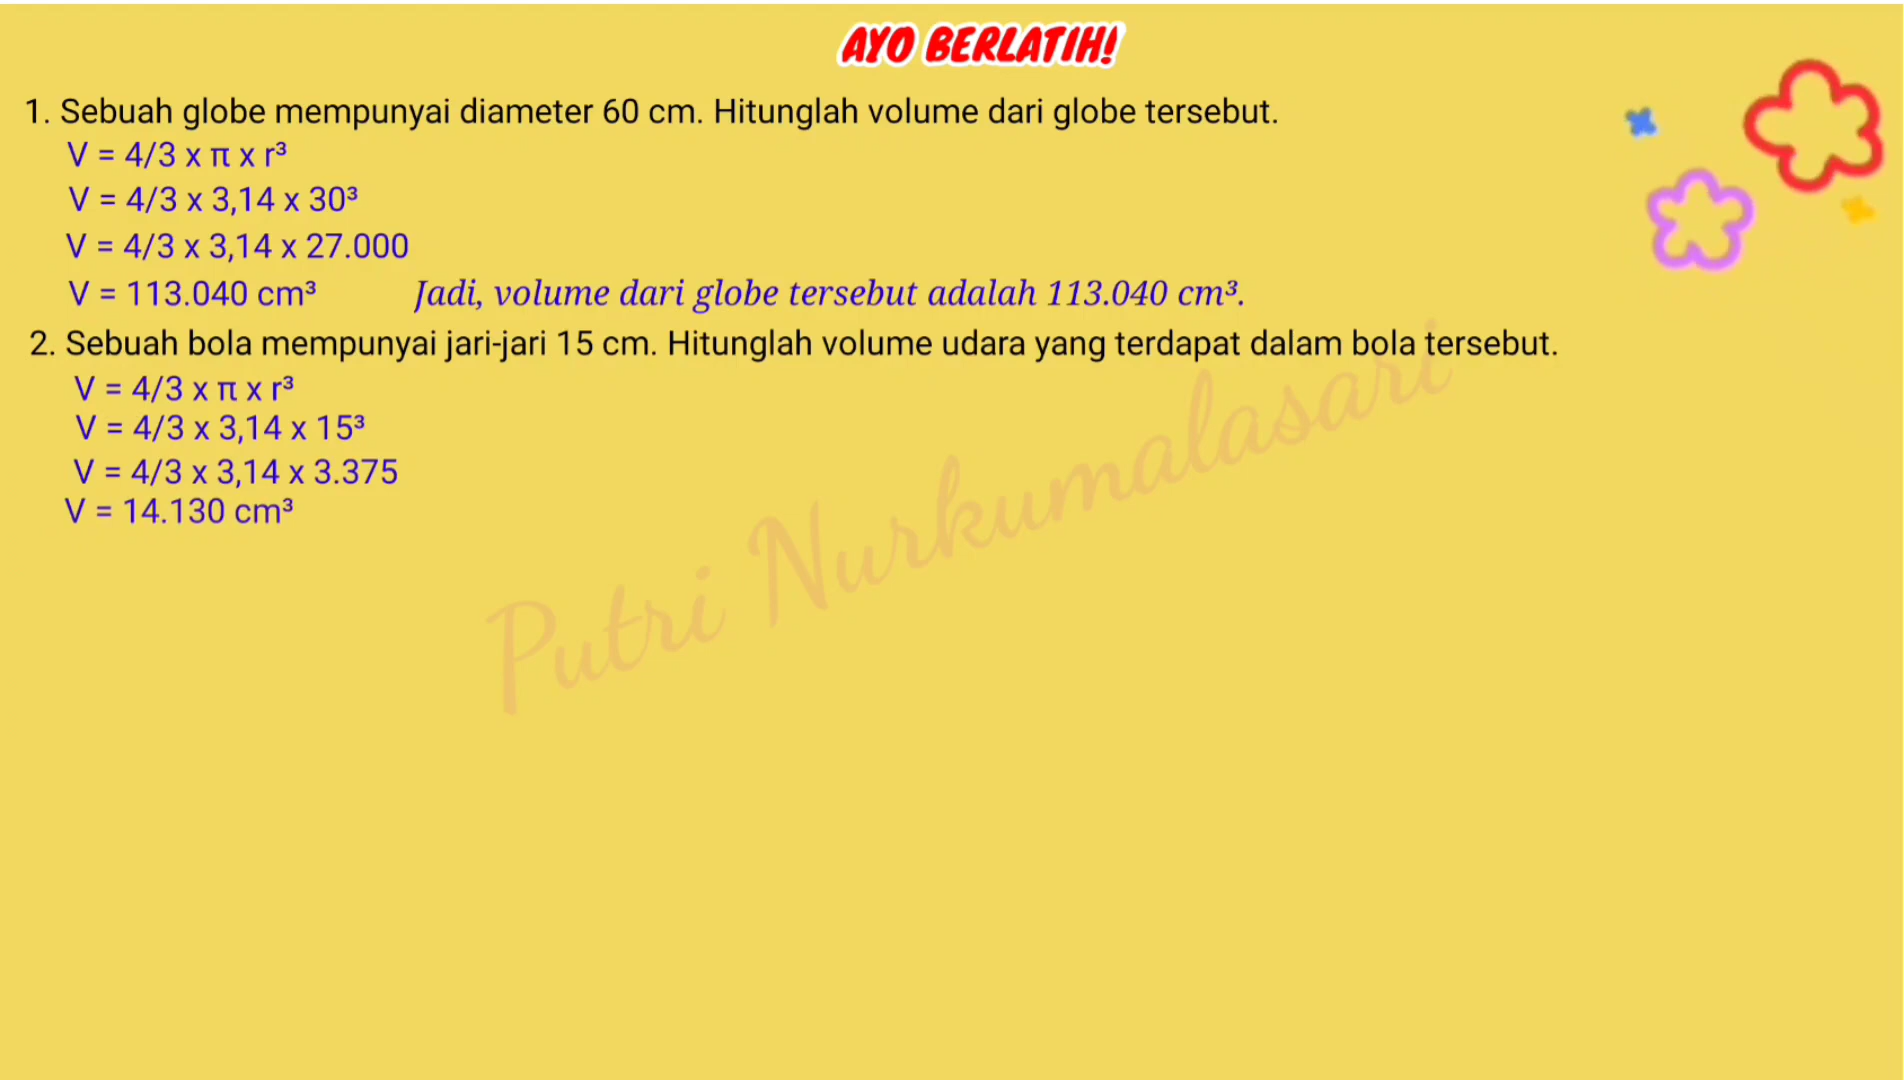 AYO BERLATIH!
1. Sebuah globe mempunyai diameter 60 cm. Hitunglah volume dari globe tersebut.
V = 4/3 x π x r³
V = 4/3 x 3,14 x 30³
V = 4/3 x 3,14 x 27.000
V = 113.040 cm³ Jadi, volume dari globe tersebut adalah 113.040 cm³.
2. Sebuah bola mempunyai jari-jari 15 cm. Hitunglah volume udara yang terdapat dalam bola tersebut.
V = 4/3 x π x r³
V = 4/3 x 3,14 x 15³
V = 4/3 x 3,14 x 3.375
V = 14.130 cm³
Putri Nurkumalasari